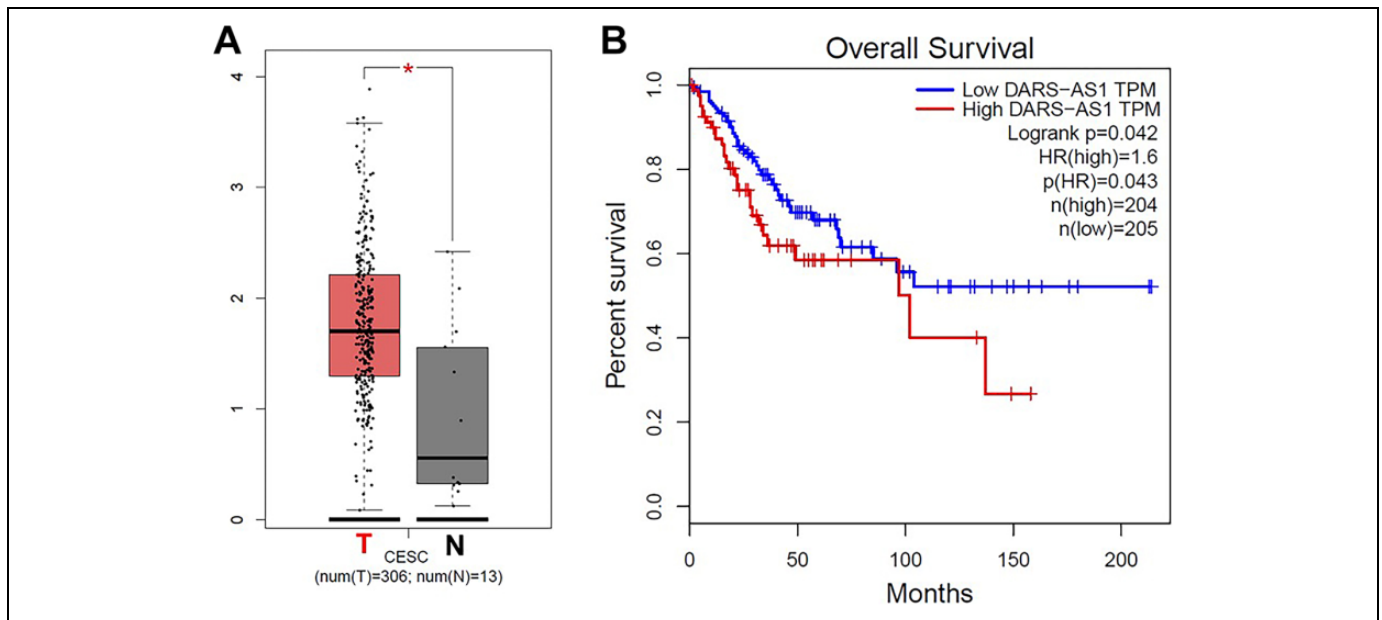 A
4
3
2
1
0
*
T
N
CESC
(num(T)=306; num(N)=13)
B
Overall Survival
Low DARS−AS1 TPM
High DARS−AS1 TPM
Logrank p=0.042
HR(high)=1.6
p(HR)=0.043
n(high)=204
n(low)=205
Percent survival
1.0
0.8
0.6
0.4
0.2
0.0
0 50 100 150 200
Months